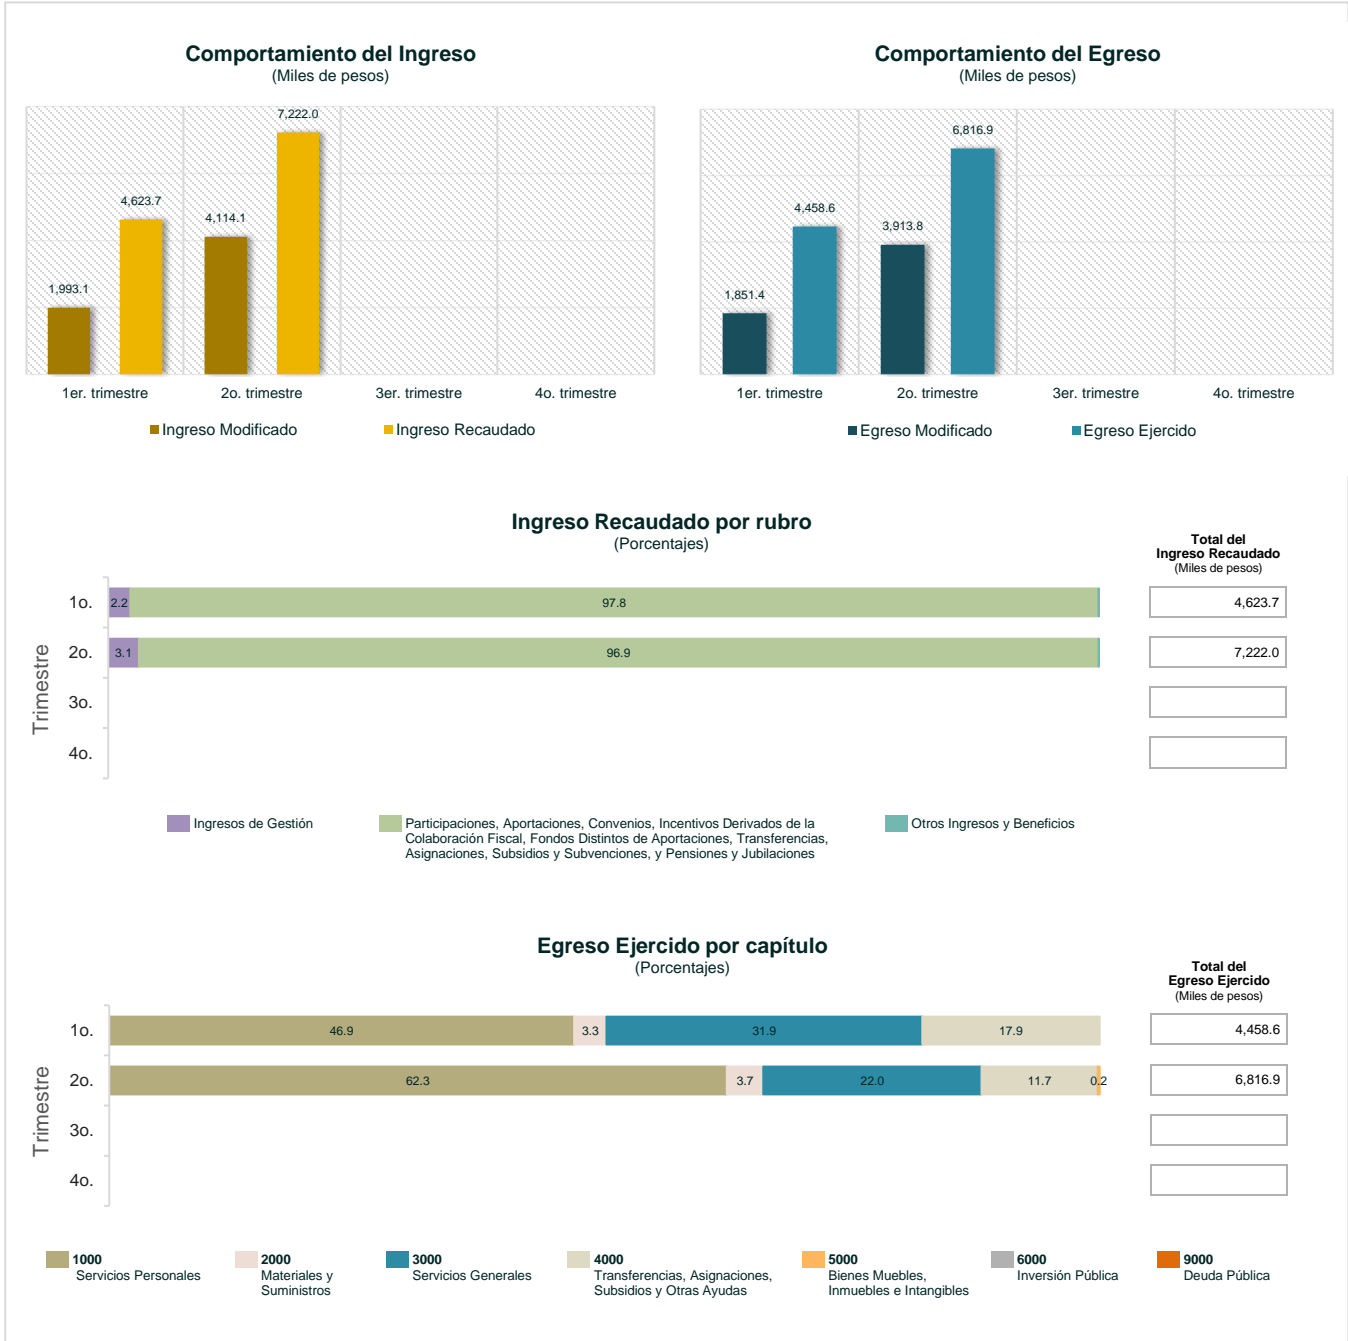 Comportamiento del Ingreso
(Miles de pesos)
7,222.0
4,623.7
4,114.1
1,993.1
1er. trimestre 2o. trimestre 3er. trimestre 4o. trimestre
Ingreso Modificado Ingreso Recaudado
Comportamiento del Egreso
(Miles de pesos)
6,816.9
4,458.6
3,913.8
1,851.4
1er. trimestre 2o. trimestre 3er. trimestre 4o. trimestre
Egreso Modificado Egreso Ejercido
Ingreso Recaudado por rubro
(Porcentajes)
Total del
Ingreso Recaudado
(Miles de pesos)
Trimestre
1o. 2.2 97.8 4,623.7
2o. 3.1 96.9 7,222.0
3o.
4o.
Ingresos de Gestión
Participaciones, Aportaciones, Convenios, Incentivos Derivados de la
Colaboración Fiscal, Fondos Distintos de Aportaciones, Transferencias,
Asignaciones, Subsidios y Subvenciones, y Pensiones y Jubilaciones
Otros Ingresos y Beneficios
Egreso Ejercido por capítulo
(Porcentajes)
Total del
Egreso Ejercido
(Miles de pesos)
Trimestre
1o. 46.9 3.3 31.9 17.9 4,458.6
2o. 62.3 3.7 22.0 11.7 0.2 6,816.9
3o.
4o.
1000
Servicios Personales
2000
Materiales y
Suministros
3000
Servicios Generales
4000
Transferencias, Asignaciones,
Subsidios y Otras Ayudas
5000
Bienes Muebles,
Inmuebles e Intangibles
6000
Inversión Pública
9000
Deuda Pública